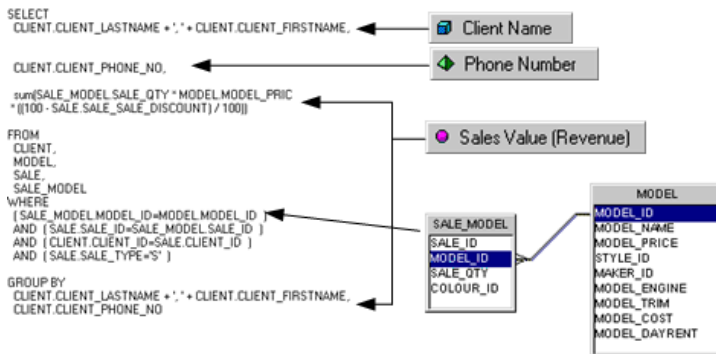 SELECT
CLIENT.CLIENT_LASTNAME + ', ' + CLIENT.CLIENT_FIRSTNAME,
CLIENT.CLIENT_PHONE_NO,
sum(SALE_MODEL.SALE_QTY * MODEL.MODEL_PRIC
* ((100 - SALE.SALE_SALE_DISCOUNT) / 100))
FROM
CLIENT,
MODEL,
SALE,
SALE_MODEL
WHERE
( SALE_MODEL.MODEL_ID=MODEL.MODEL_ID )
AND ( SALE.SALE_ID=SALE_MODEL.SALE_ID )
AND ( CLIENT.CLIENT_ID=SALE.CLIENT_ID )
AND ( SALE.SALE_TYPE='S' )
GROUP BY
CLIENT.CLIENT_LASTNAME + ', ' + CLIENT.CLIENT_FIRSTNAME,
CLIENT.CLIENT_PHONE_NO
Client Name
Phone Number
Sales Value (Revenue)
SALE_MODEL
SALE_ID
MODEL_ID
SALE_QTY
COLOUR_ID
MODEL
MODEL_ID
MODEL_NAME
MODEL_PRICE
STYLE_ID
MAKER_ID
MODEL_ENGINE
MODEL_TRIM
MODEL_COST
MODEL_DAYRENT